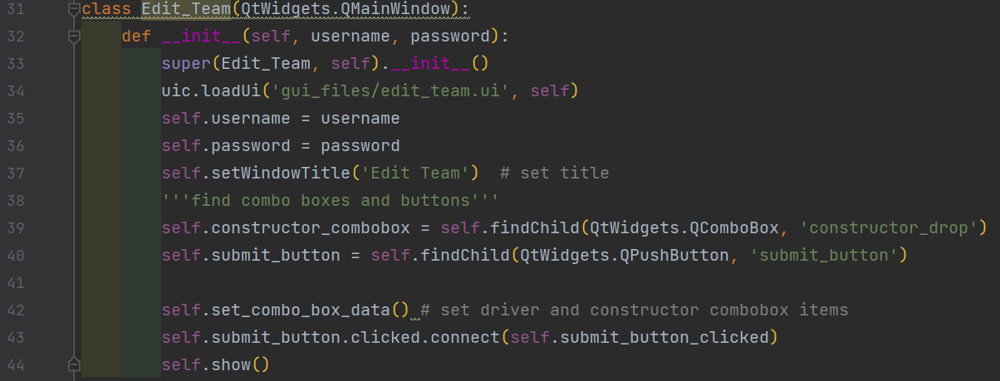 31 class Edit_Team(QtWidgets.QMainWindow):
32     def __init__(self, username, password):
33         super(Edit_Team, self).__init__()
34         uic.loadUi('gui_files/edit_team.ui', self)
35         self.username = username
36         self.password = password
37         self.setWindowTitle('Edit Team')  # set title
38         '''find combo boxes and buttons'''
39         self.constructor_combobox = self.findChild(QtWidgets.QComboBox, 'constructor_drop')
40         self.submit_button = self.findChild(QtWidgets.QPushButton, 'submit_button')
41
42         self.set_combo_box_data() # set driver and constructor combobox items
43         self.submit_button.clicked.connect(self.submit_button_clicked)
44         self.show()